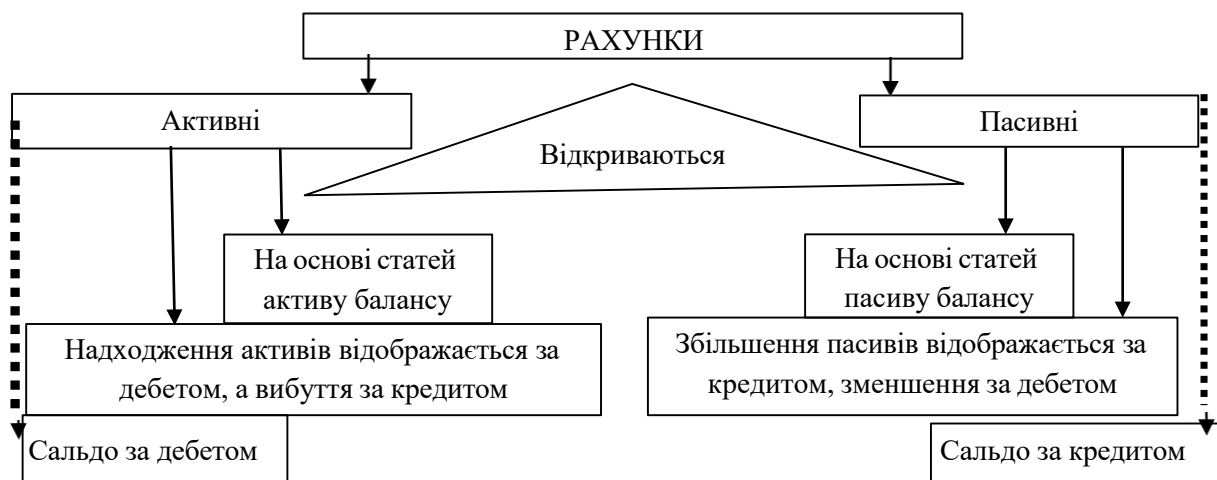 РАХУНКИ
Активні
Пасивні
Відкриваються
На основі статей
активу балансу
На основі статей
пасиву балансу
Надходження активів відображається за
дебетом, а вибуття за кредитом
Збільшення пасивів відображається за
кредитом, зменшення за дебетом
Сальдо за дебетом
Сальдо за кредитом